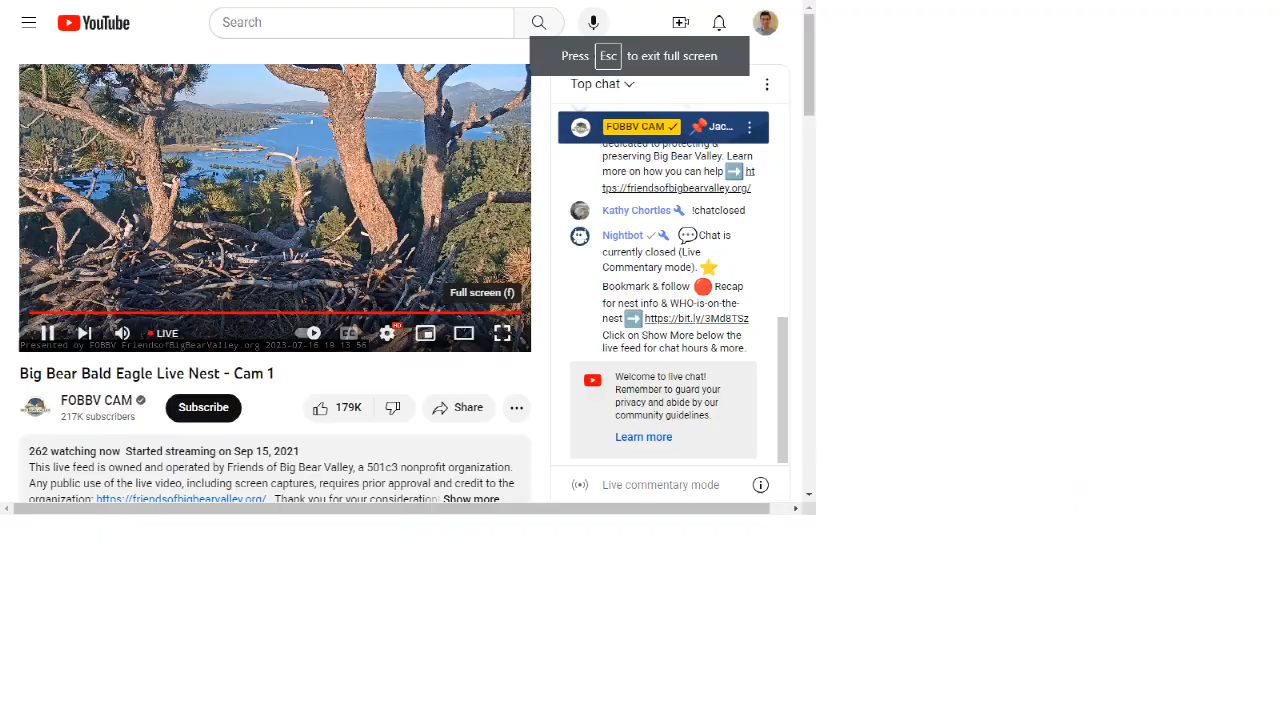 YouTube
Search
Press Esc to exit full screen
Top chat
FOBBV CAM Jac...
dedicated to protecting &
preserving Big Bear Valley. Learn
more on how you can help ht
tps://friendsofbigbearvalley.org/
Kathy Chortles !chatclosed
Nightbot Chat is
currently closed (Live
Commentary mode).
Bookmark & follow Recap
for nest info & WHO-is-on-the-
nest https://bit.ly/3Md8TSz
Click on Show More below the
live feed for chat hours & more.
Welcome to live chat!
Remember to guard your
privacy and abide by our
community guidelines.
Learn more
Live commentary mode
Full screen (f)
LIVE
CC
HD
Presented by FOBBV FriendsofBigBearValley.org 2023-07-16 19 13 56
Big Bear Bald Eagle Live Nest - Cam 1
FOBBV CAM
217K subscribers
Subscribe
179K
Share
262 watching now Started streaming on Sep 15, 2021
This live feed is owned and operated by Friends of Big Bear Valley, a 501c3 nonprofit organization.
Any public use of the live video, including screen captures, requires prior approval and credit to the
organization: https://friendsofbigbearvalley.org/ . Thank you for your consideration. Show more